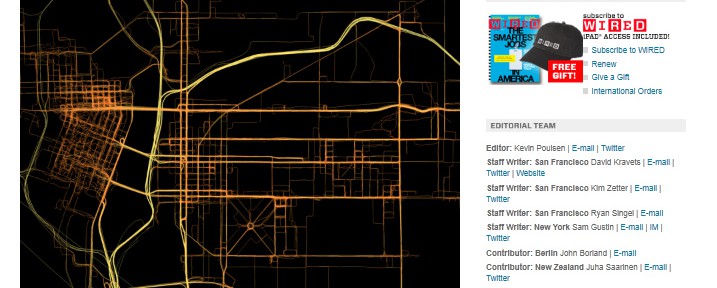 WIRED
THE
SMARTEST
JOBS
IN
AMERICA
WIRED
FREE
GIFT!
subscribe to
WIRED
iPAD® ACCESS INCLUDED!
Subscribe to WIRED
Renew
Give a Gift
International Orders
EDITORIAL TEAM
Editor: Kevin Poulsen | E-mail | Twitter
Staff Writer: San Francisco David Kravets | E-mail |
Twitter | Website
Staff Writer: San Francisco Kim Zetter | E-mail |
Twitter
Staff Writer: San Francisco Ryan Singel | E-mail
Staff Writer: New York Sam Gustin | E-mail | IM |
Twitter
Contributor: Berlin John Borland | E-mail
Contributor: New Zealand Juha Saarinen | E-mail |
Twitter